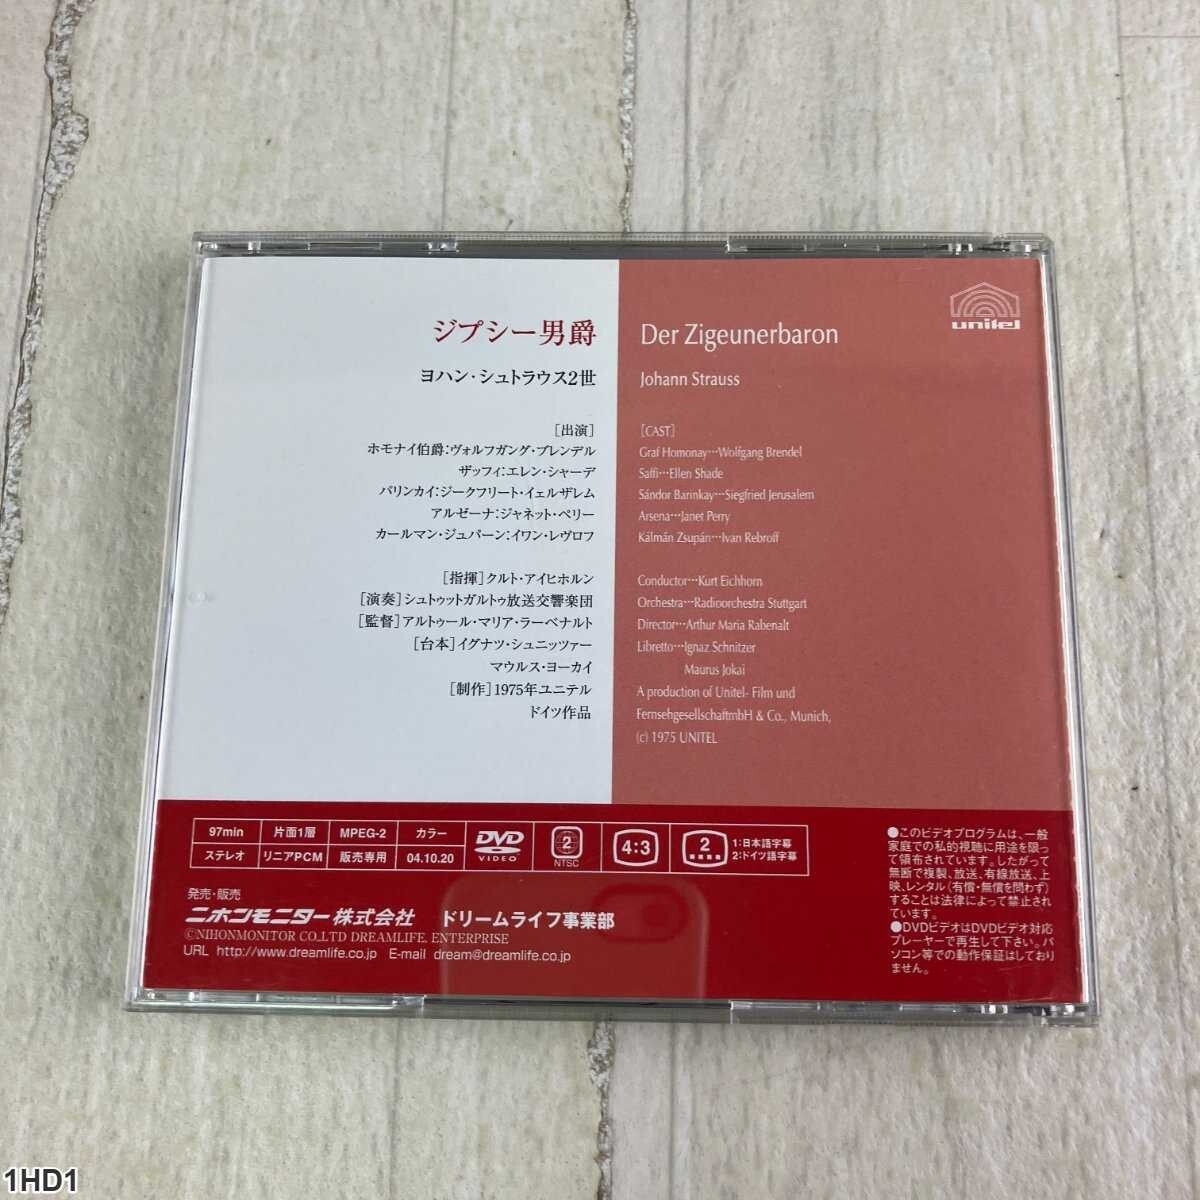 ジプシー男爵
ヨハン・シュトラウス2世
[出演]
ホモナイ伯爵:ヴォルフガング・ブレンデル
ザッフィ:エレン・シャーデ
バリンカイ:ジークフリート・イェルザレム
アルゼーナ:ジャネット・ペリー
カールマン・ジュパーン:イワン・レヴロフ
[指揮]クルト・アイヒホルン
[演奏]シュトゥットガルトゥ放送交響楽団
[監督]アルトゥール・マリア・ラーベナルト
[台本]イグナツ・シュニッツァー
マウルス・ヨーカイ
[制作]1975年ユニテル
ドイツ作品
unitel
Der Zigeunerbaron
Johann Strauss
[CAST]
Graf Homonay…Wolfgang Brendel
Saffi…Ellen Shade
Sándor Barinkay…Siegfried Jerusalem
Arsena…Janet Perry
Kálmán Zsupán…Ivan Rebroff
Conductor…Kurt Eichhorn
Orchestra…Radioorchestra Stuttgart
Director…Arthur Maria Rabenalt
Libretto…Ignaz Schnitzer
Maurus Jokai
A production of Unitel- Film und
FernsehgesellschaftmbH & Co., Munich,
(c) 1975 UNITEL
97min 片面1層 MPEG-2 カラー
ステレオ リニアPCM 販売専用 04.10.20
DVD
VIDEO
2
NTSC
4:3
2
1:日本語字幕
2:ドイツ語字幕
発売・販売
ニホンモニター株式会社 ドリームライフ事業部
©NIHONMONITOR CO.,LTD DREAMLIFE. ENTERPRISE
URL http://www.dreamlife.co.jp E-mail dream@dreamlife.co.jp
●このビデオプログラムは、一般
家庭での私的視聴に用途を限っ
て領布されています。したがって
無断で複製、放送、有線放送、上
映、レンタル(有償・無償を問わず)
することは法律によって禁止され
ています。
●DVDビデオはDVDビデオ対応
プレーヤーで再生して下さい。パ
ソコン等での動作保証はしており
ません。
1HD1